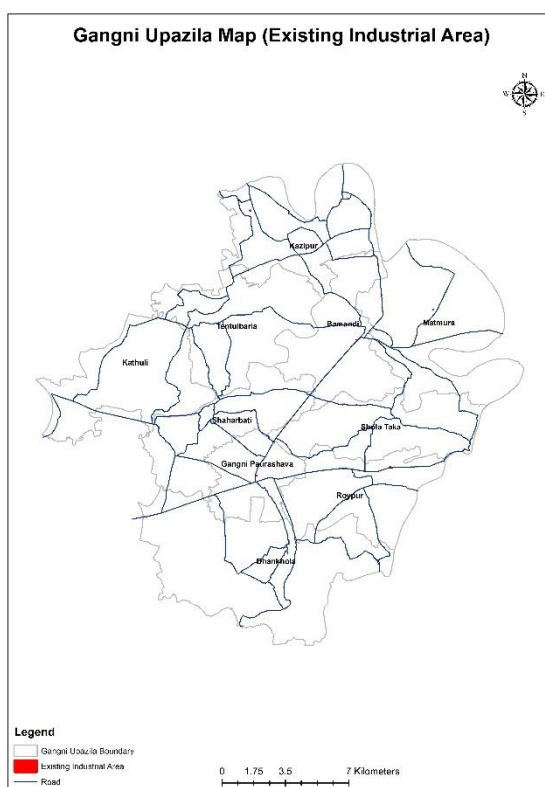 Gangni Upazila Map (Existing Industrial Area)
N
W E
S
Kazipur
Tentulbaria
Bamandi
Matmura
Kathuli
Shaharbati
Shola Taka
Gangni Paurashava
Roypur
Dhankhola
Legend
Gangni Upazila Boundary
Existing Industrial Area
Road
0 1.75 3.5 7 Kilometers